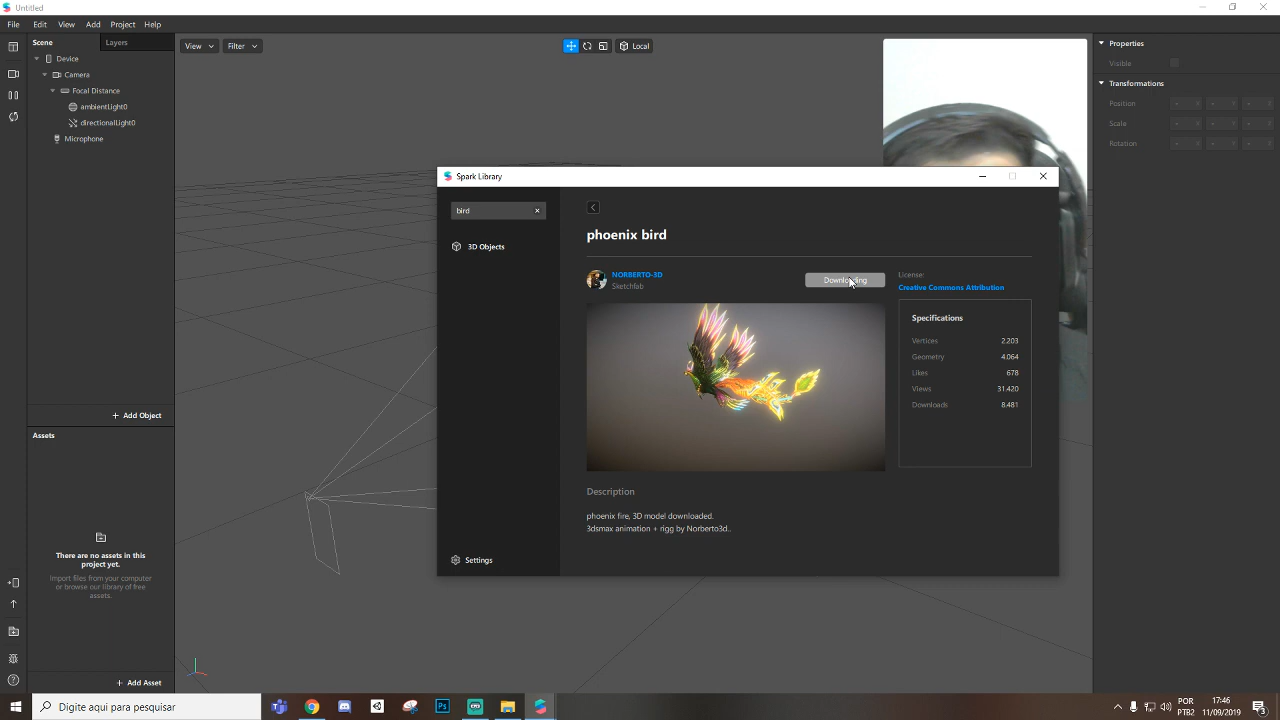 Untitled
File Edit View Add Project Help
Scene Layers
View Filter Local
Device
Camera
Focal Distance
ambientLight0
directionalLight0
Microphone
+ Add Object
Assets
There are no assets in this
project yet.
Import files from your computer
or browse our library of free
assets.
+ Add Asset
Spark Library
bird
3D Objects
Settings
phoenix bird
NORBERTO-3D
Sketchfab
Downloading
License:
Creative Commons Attribution
Specifications
Vertices 2.203
Geometry 4.064
Likes 678
Views 31.420
Downloads 8.481
Description
phoenix fire, 3D model downloaded.
3dsmax animation + rigg by Norberto3d..
Properties
Visible
Transformations
Position X Y Z
Scale X Y Z
Rotation X Y Z
Digite aqui para pesquisar
Ps
POR
PTB2
17:46
11/09/2019